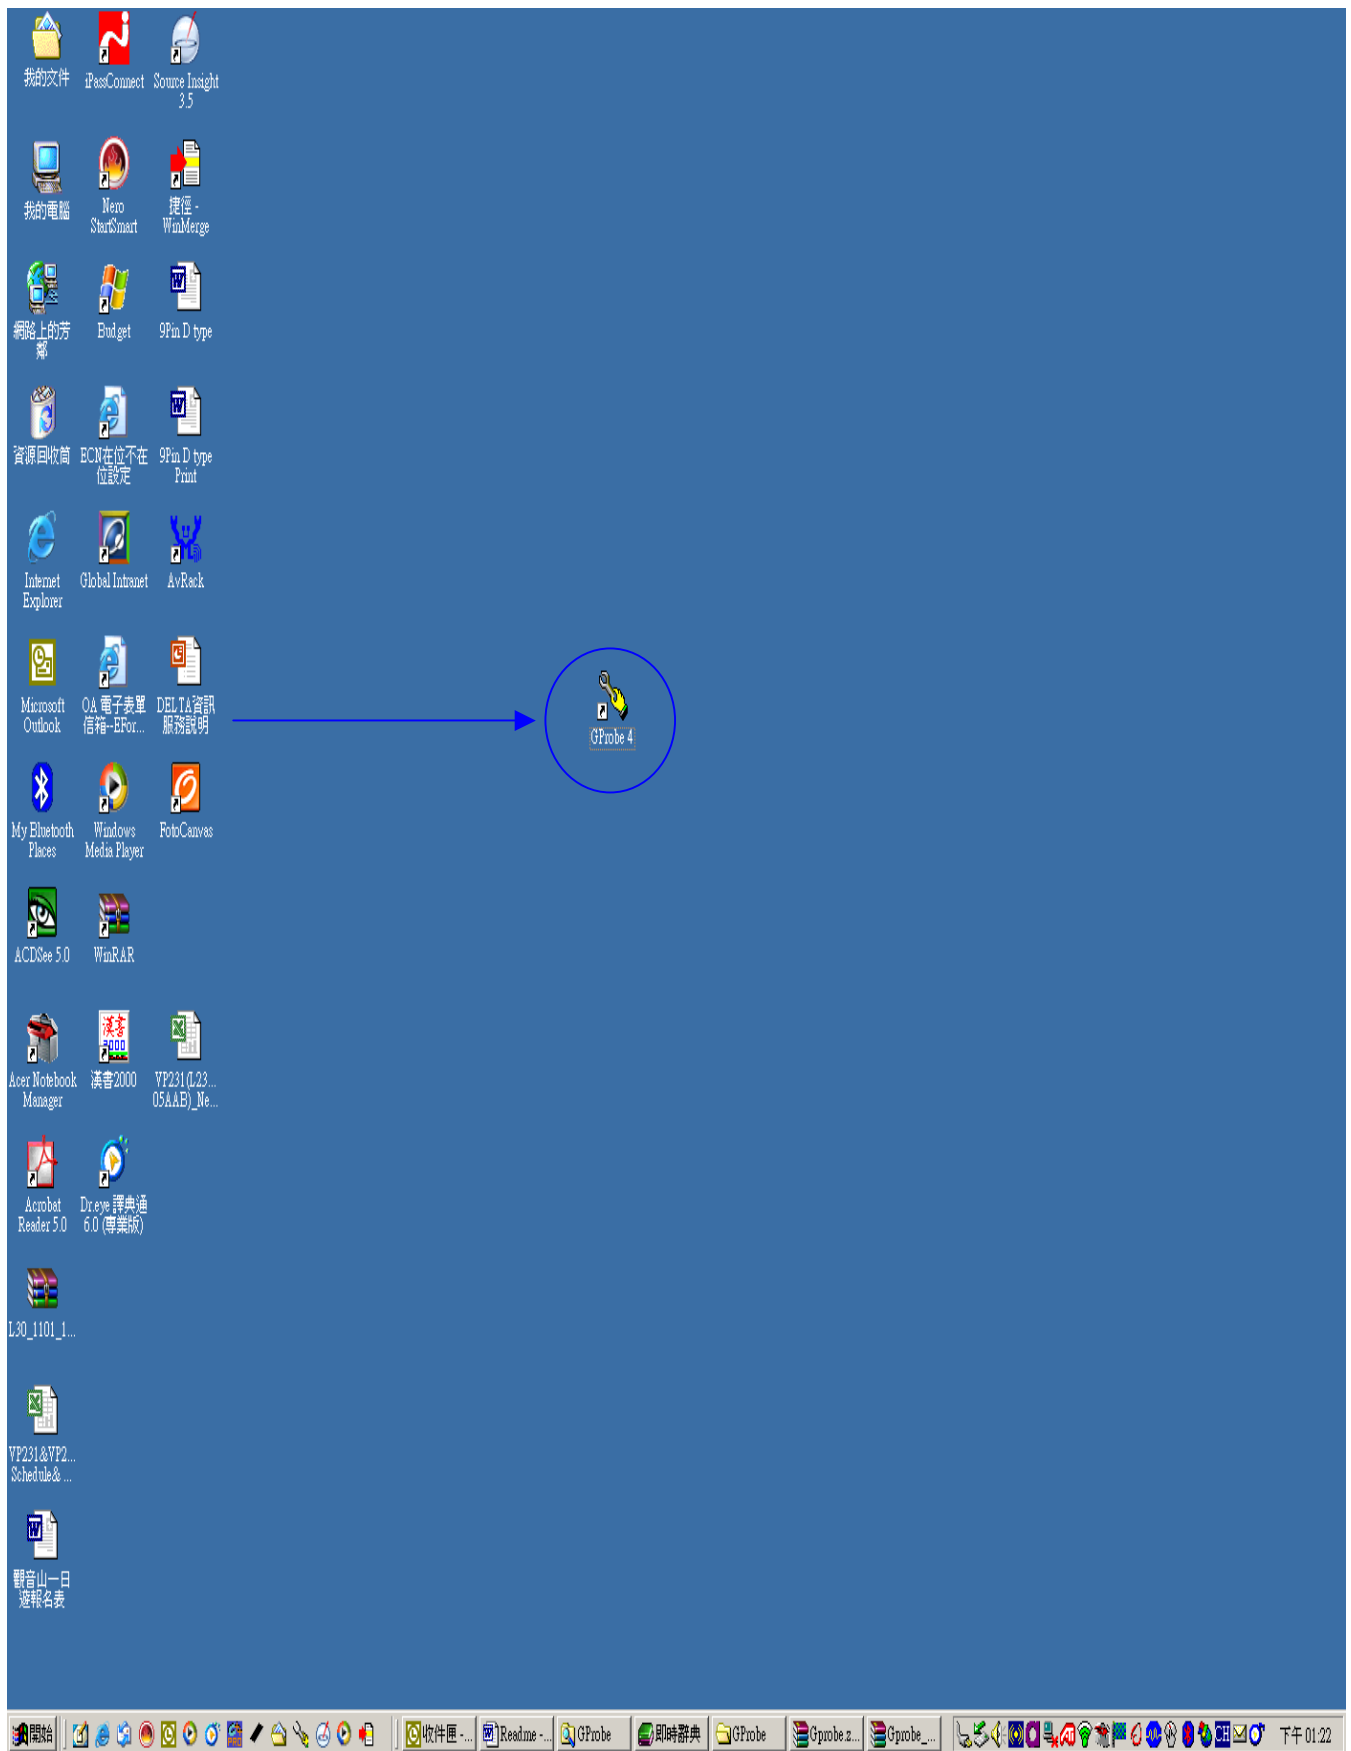 我的文件
iPassConnect
Source Insight
3.5
我的電腦
Nero
StartSmart
捷徑 -
WinMerge
網路上的芳
鄰
Budget
9Pin D type
資源回收筒
ECN在位不在
位設定
9Pin D type
Print
Internet
Explorer
Global Intranet
AvRack
Microsoft
Outlook
OA 電子表單
信箱--EFor...
DELTA資訊
服務說明
GProbe 4
My Bluetooth
Places
Windows
Media Player
FotoCanvas
ACDSee 5.0
WinRAR
Acer Notebook
Manager
漢書
2000
漢書2000
VP231(L23...
05AAB)_Ne...
Acrobat
Reader 5.0
Dr.eye 譯典通
6.0 (專業版)
L30_1101_1...
VP231&VP2...
Schedule& ...
觀音山一日
遊報名表
開始
收件匣 -...
Readme -...
GProbe
即時辭典
GProbe
Gprobe.z...
Gprobe_...
CH
下午 01:22